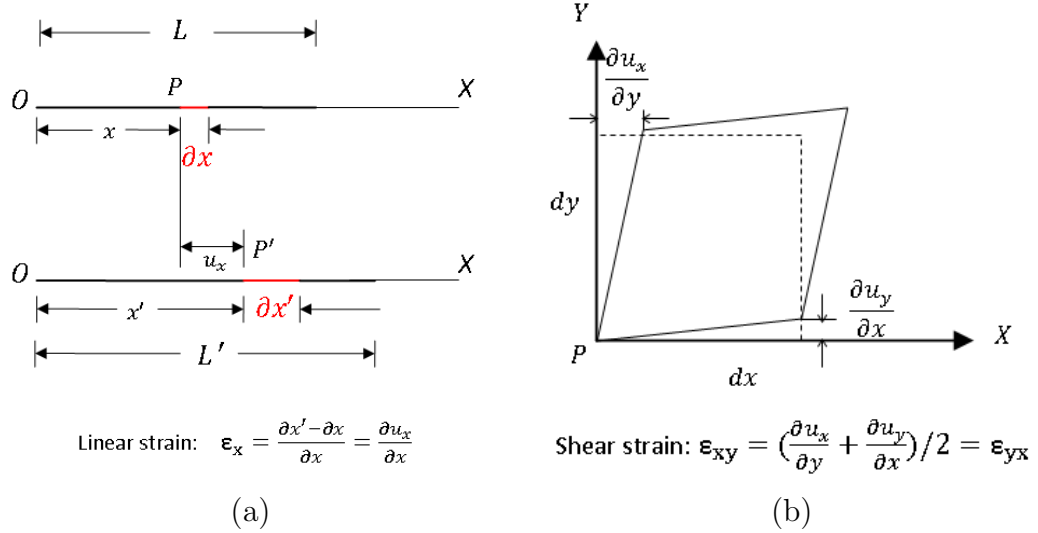 L
O P X
x
∂x
u_x P′
O X
x′ ∂x′
L′
Linear strain: ε_x = (∂x′−∂x)/∂x = ∂u_x/∂x
(a)
Y
∂u_x/∂y
dy
∂u_y/∂x
P X
dx
Shear strain: ε_xy = (∂u_x/∂y + ∂u_y/∂x)/2 = ε_yx
(b)